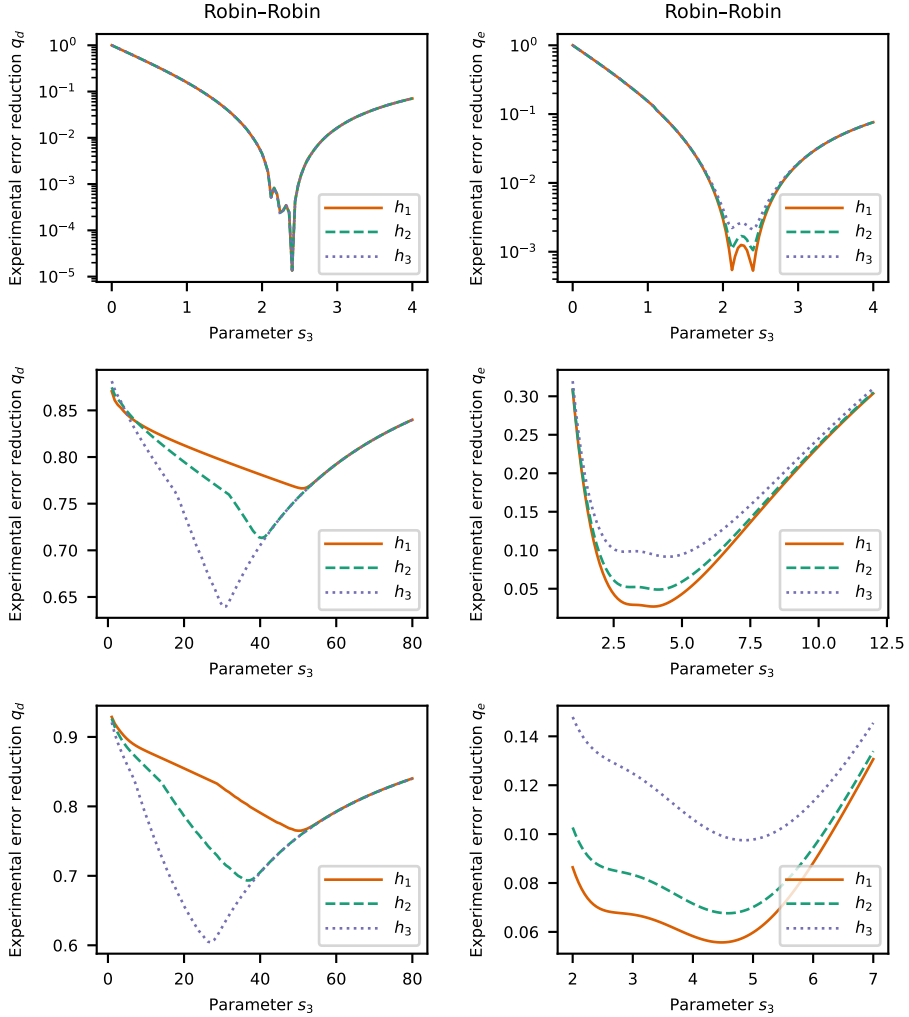 Robin–Robin
Experimental error reduction q_d
10^0
10^−1
10^−2
10^−3
10^−4
10^−5
h_1
h_2
h_3
0 1 2 3 4
Parameter s_3
Robin–Robin
Experimental error reduction q_e
10^0
10^−1
10^−2
10^−3
h_1
h_2
h_3
0 1 2 3 4
Parameter s_3
Experimental error reduction q_d
0.85
0.80
0.75
0.70
0.65
h_1
h_2
h_3
0 20 40 60 80
Parameter s_3
Experimental error reduction q_e
0.30
0.25
0.20
0.15
0.10
0.05
h_1
h_2
h_3
2.5 5.0 7.5 10.0 12.5
Parameter s_3
Experimental error reduction q_d
0.9
0.8
0.7
0.6
h_1
h_2
h_3
0 20 40 60 80
Parameter s_3
Experimental error reduction q_e
0.14
0.12
0.10
0.08
0.06
h_1
h_2
h_3
2 3 4 5 6 7
Parameter s_3